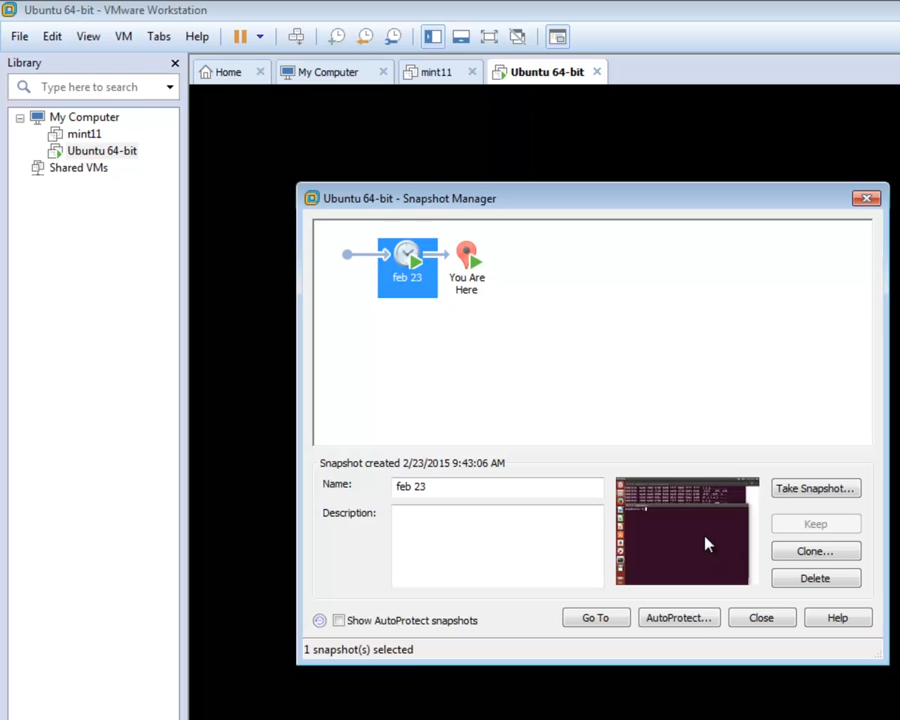 Ubuntu 64-bit - VMware Workstation
File Edit View VM Tabs Help
Library
Home My Computer mint11 Ubuntu 64-bit
Type here to search
My Computer
mint11
Ubuntu 64-bit
Shared VMs
Ubuntu 64-bit - Snapshot Manager
feb 23
You Are
Here
Snapshot created 2/23/2015 9:43:06 AM
Name: feb 23
Take Snapshot...
Description:
Keep
Clone...
Delete
Show AutoProtect snapshots
Go To AutoProtect... Close Help
1 snapshot(s) selected